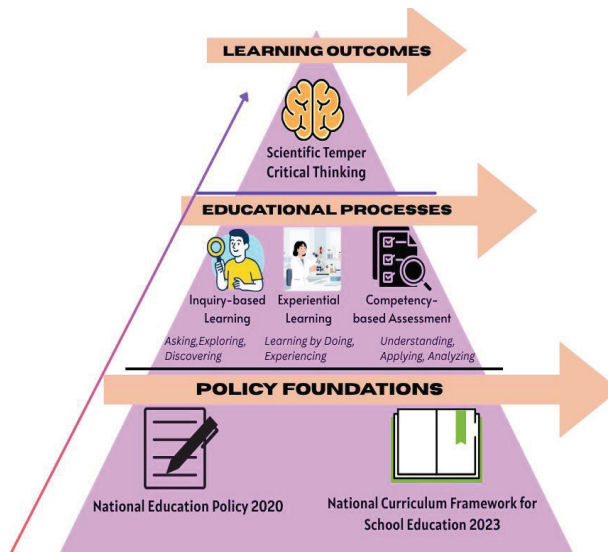 LEARNING OUTCOMES
Scientific Temper
Critical Thinking
EDUCATIONAL PROCESSES
Inquiry-based
Learning
Asking,Exploring,
Discovering
Experiential
Learning
Learning by Doing,
Experiencing
Competency-
based Assessment
Understanding,
Applying, Analyzing
POLICY FOUNDATIONS
National Education Policy 2020
National Curriculum Framework for
School Education 2023